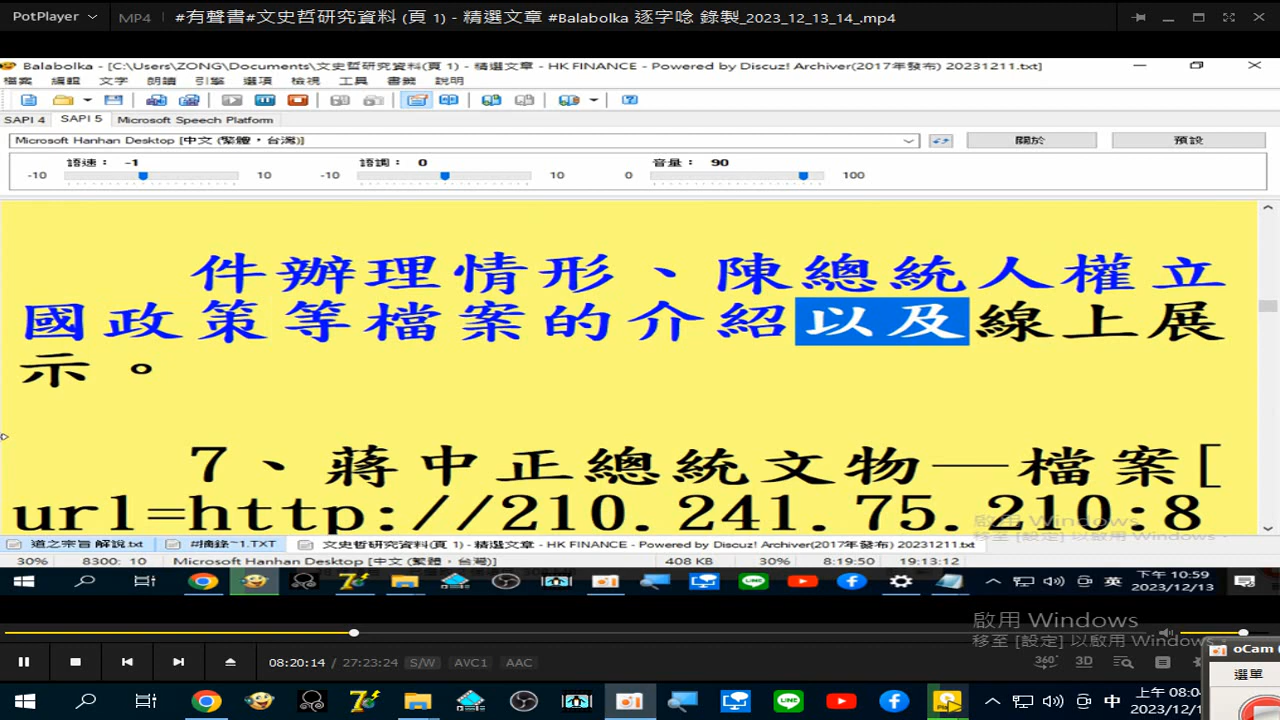 PotPlayer
MP4
#有聲書#文史哲研究資料 (頁 1) - 精選文章 #Balabolka 逐字唸 錄製_2023_12_13_14_.mp4
Balabolka - [C:\Users\ZONG\Documents\文史哲研究資料(頁 1) - 精選文章 - HK FINANCE - Powered by Discuz! Archiver(2017年發布) 20231211.txt]
檔案 編輯 文字 朗讀 引擎 選項 檢視 工具 書籤 說明
SAPI 4 SAPI 5 Microsoft Speech Platform
Microsoft Hanhan Desktop [中文 (繁體，台灣)]
關於 預設
語速： -1 語調： 0 音量： 90
-10 10 -10 10 0 100
件辦理情形、陳總統人權立
國政策等檔案的介紹以及線上展
示。
7、蔣中正總統文物—檔案[
url=http://210.241.75.210:8
啟用 Windows
移至 [設定] 以啟用 Windows。
道之宗旨 解說.txt #摘錄~1.TXT 文史哲研究資料(頁 1) - 精選文章 - HK FINANCE - Powered by Discuz! Archiver(2017年發布) 20231211.txt
30% 8300: 10 Microsoft Hanhan Desktop [中文 (繁體，台灣)] 408 KB 30% 8:19:50 19:13:12
英 下午 10:59
2023/12/13
啟用 Windows
移至 [設定] 以啟用 Windows。
08:20:14 / 27:23:24 S/W AVC1 AAC
360° 3D
oCam (
選單
中 上午 08:0
2023/12/1